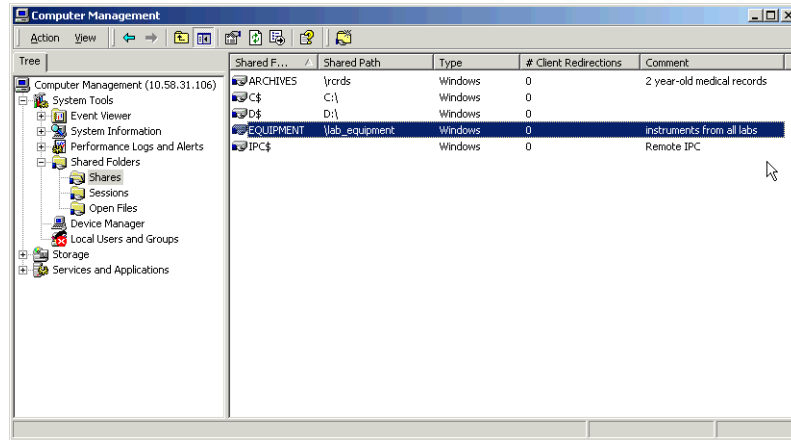 Computer Management
Action View
Tree
Shared F... Shared Path Type # Client Redirections Comment
Computer Management (10.58.31.106)
System Tools
Event Viewer
System Information
Performance Logs and Alerts
Shared Folders
Shares
Sessions
Open Files
Device Manager
Local Users and Groups
Storage
Services and Applications
ARCHIVES \rcrds Windows 0 2 year-old medical records
C$ C:\ Windows 0
D$ D:\ Windows 0
EQUIPMENT \lab_equipment Windows 0 instruments from all labs
IPC$ Windows 0 Remote IPC